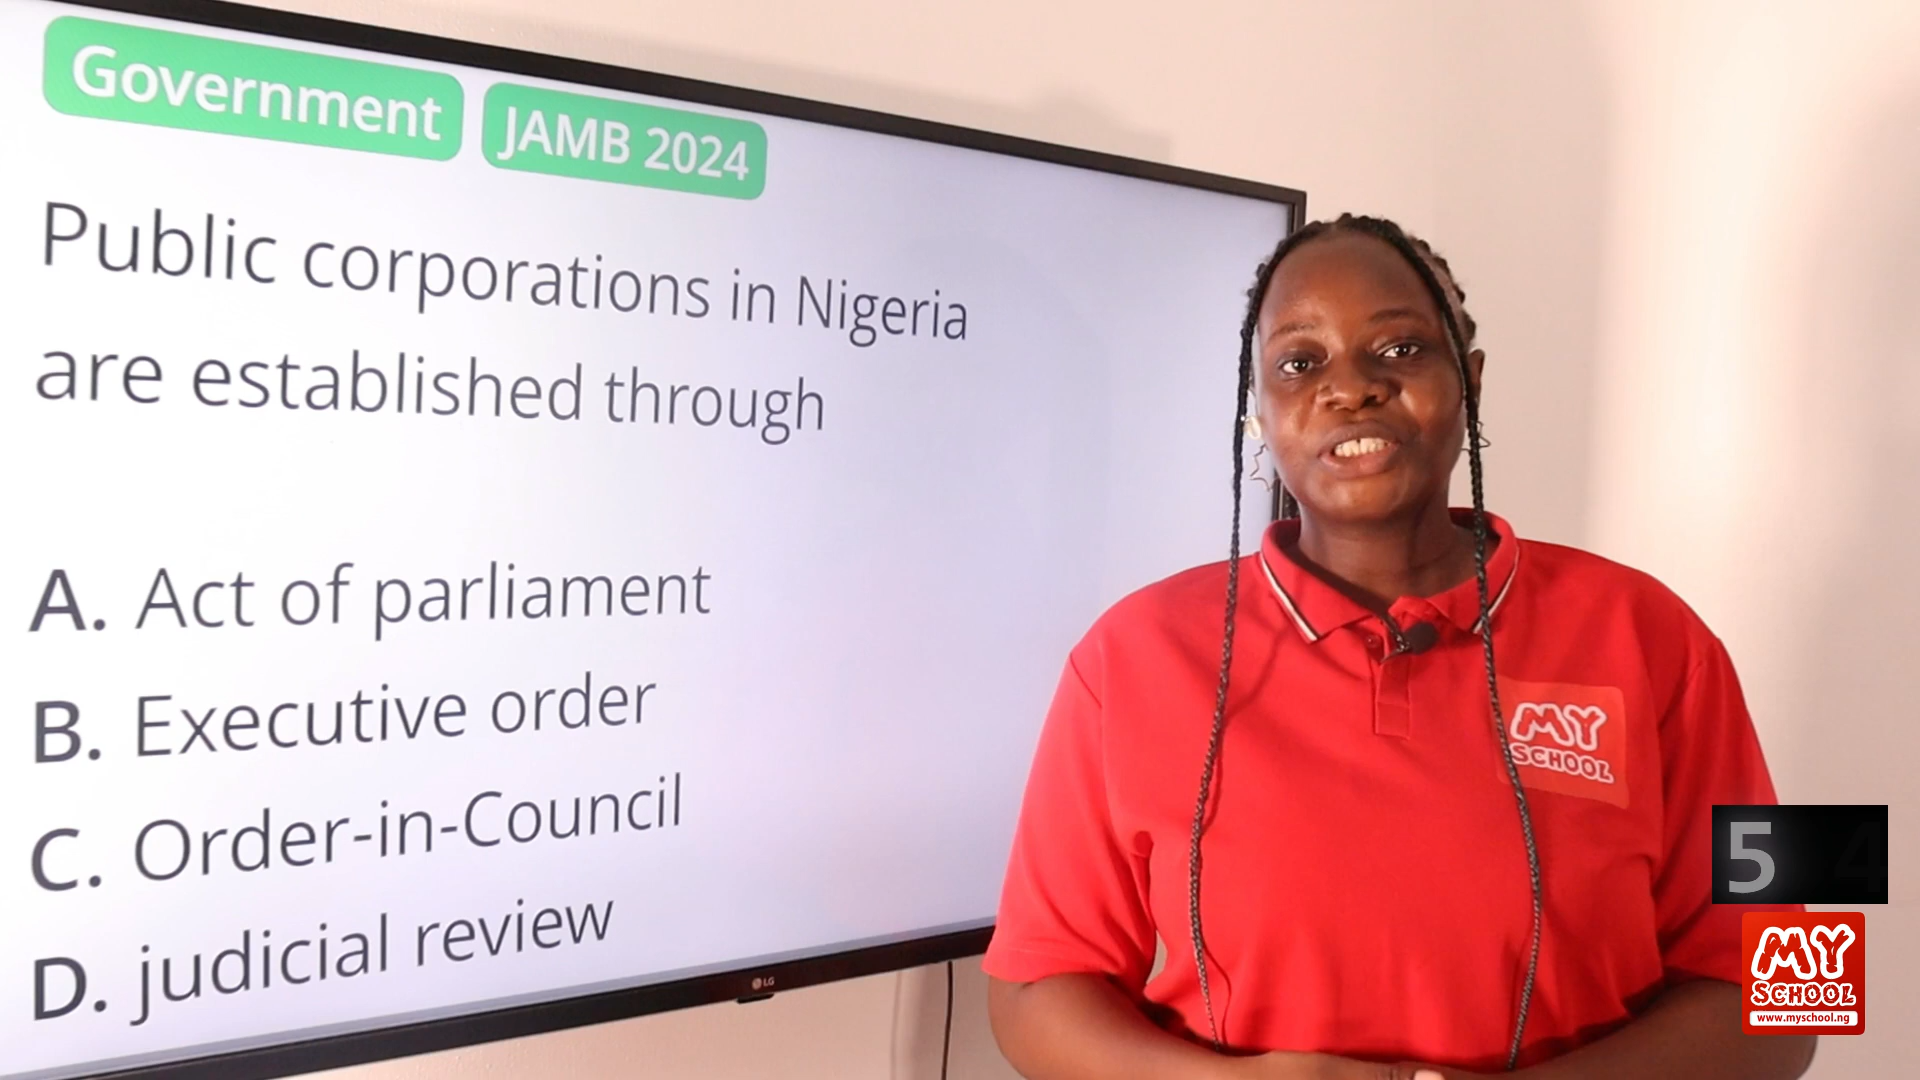 Government JAMB 2024
Public corporations in Nigeria
are established through
A. Act of parliament
B. Executive order
C. Order-in-Council
D. judicial review
LG
MY
SCHOOL
5 4
MY
SCHOOL
www.myschool.ng